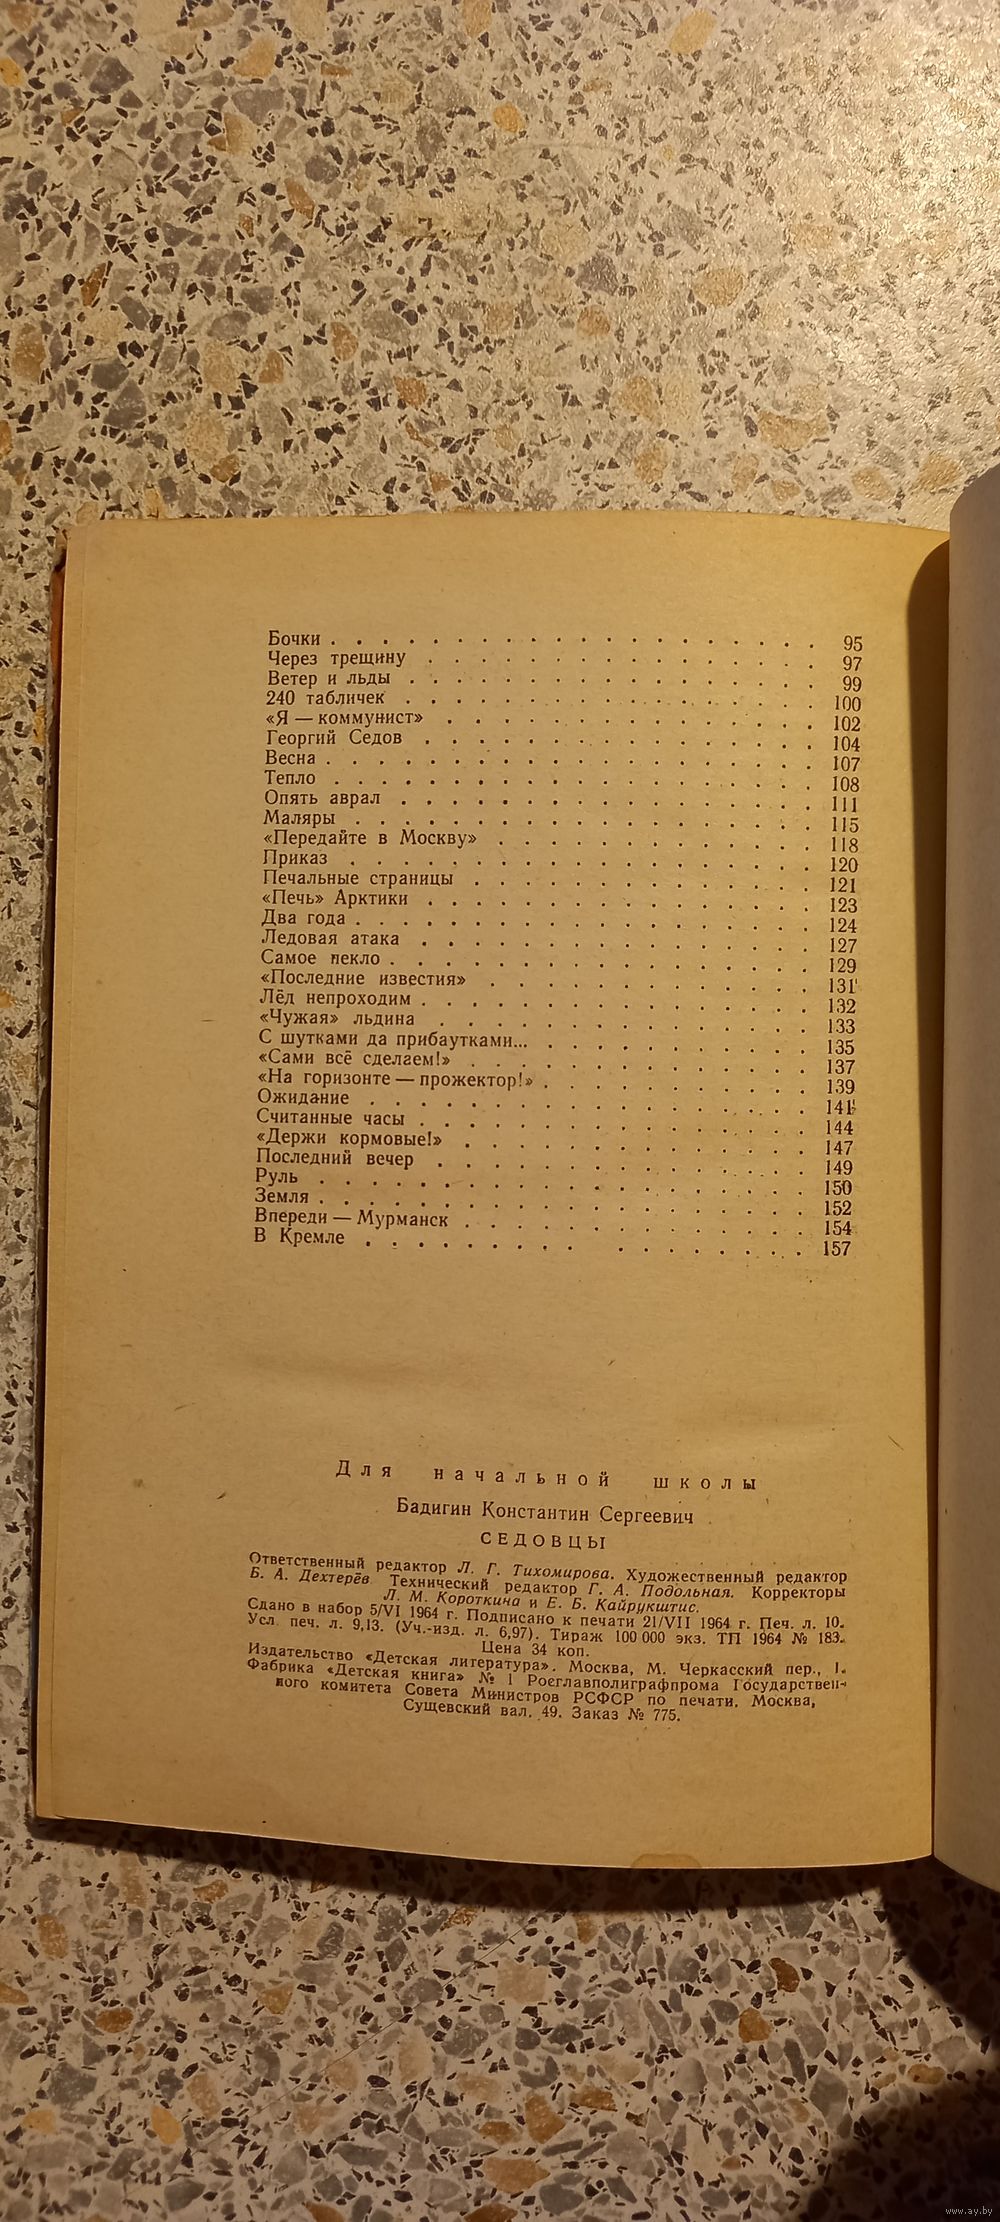 Бочки . . . . . . . . . . . . . . . . . . . 95
Через трещину . . . . . . . . . . . . . . . 97
Ветер и льды . . . . . . . . . . . . . . . . 99
240 табличек . . . . . . . . . . . . . . . . 100
«Я — коммунист» . . . . . . . . . . . . . . 102
Георгий Седов . . . . . . . . . . . . . . . 104
Весна . . . . . . . . . . . . . . . . . . . 107
Тепло . . . . . . . . . . . . . . . . . . . 108
Опять аврал . . . . . . . . . . . . . . . . 111
Маляры . . . . . . . . . . . . . . . . . . 115
«Передайте в Москву» . . . . . . . . . . . . 118
Приказ . . . . . . . . . . . . . . . . . . 120
Печальные страницы . . . . . . . . . . . . . 121
«Печь» Арктики . . . . . . . . . . . . . . . 123
Два года . . . . . . . . . . . . . . . . . . 124
Ледовая атака . . . . . . . . . . . . . . . 127
Самое пекло . . . . . . . . . . . . . . . . 129
«Последние известия» . . . . . . . . . . . . 131
Лёд непроходим . . . . . . . . . . . . . . . 132
«Чужая» льдина . . . . . . . . . . . . . . . 133
С шутками да прибаутками... . . . . . . . . . 135
«Сами всё сделаем!» . . . . . . . . . . . . . 137
«На горизонте — прожектор!» . . . . . . . . . 139
Ожидание . . . . . . . . . . . . . . . . . 141
Считанные часы . . . . . . . . . . . . . . . 144
«Держи кормовые!» . . . . . . . . . . . . . . 147
Последний вечер . . . . . . . . . . . . . . 149
Руль . . . . . . . . . . . . . . . . . . . 150
Земля . . . . . . . . . . . . . . . . . . . 152
Впереди — Мурманск . . . . . . . . . . . . . 154
В Кремле . . . . . . . . . . . . . . . . . 157
Для начальной школы
Бадигин Константин Сергеевич
СЕДОВЦЫ
Ответственный редактор Л. Г. Тихомирова. Художественный редактор
Б. А. Дехтерёв Технический редактор Г. А. Подольная. Корректоры
Л. М. Короткина и Е. Б. Кайрукштис.
Сдано в набор 5/VI 1964 г. Подписано к печати 21/VII 1964 г. Печ. л. 10.
Усл. печ. л. 9,13. (Уч.-изд. л. 6,97). Тираж 100 000 экз. ТП 1964 № 183.
Цена 34 коп.
Издательство «Детская литература». Москва, М. Черкасский пер., 1.
Фабрика «Детская книга» № 1 Росглавполиграфпрома Государствен-
ного комитета Совета Министров РСФСР по печати. Москва,
Сущевский вал, 49. Заказ № 775.
www.ay.by